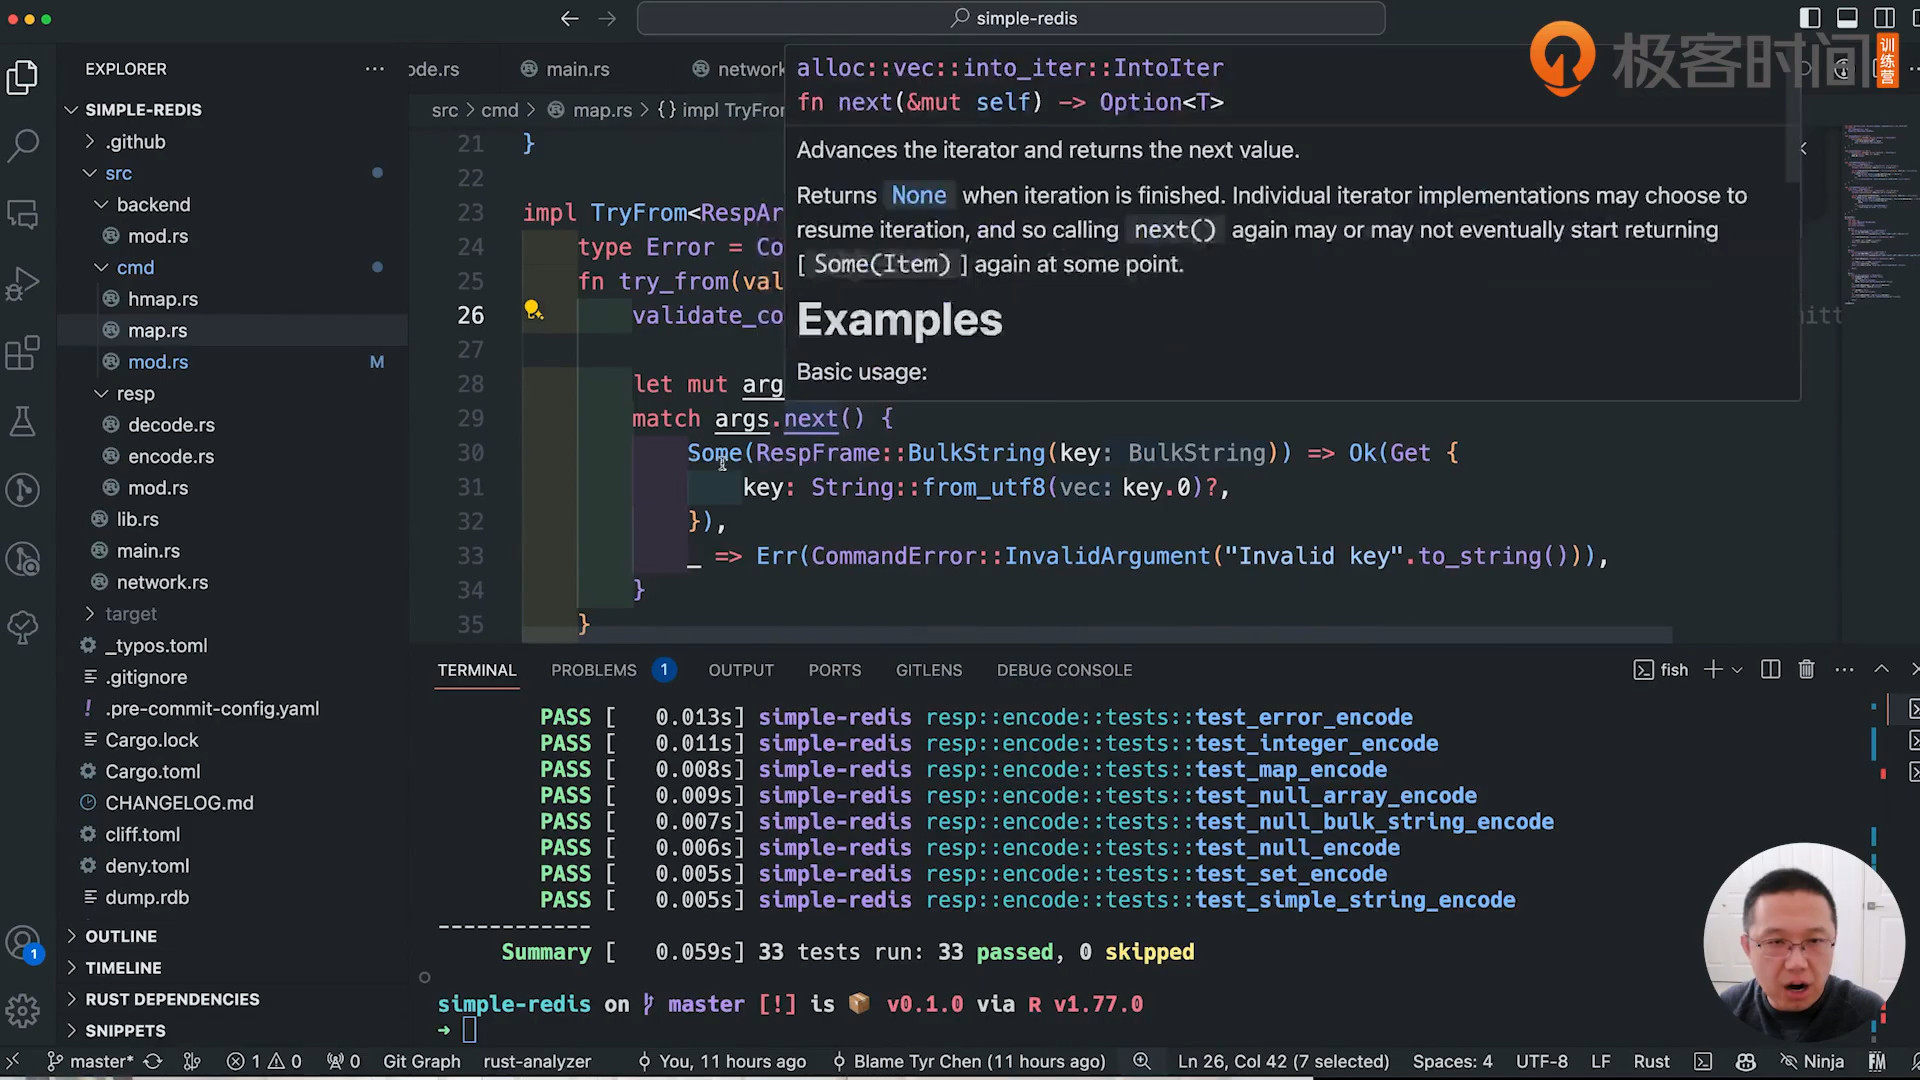 simple-redis
极客时间 训练营
EXPLORER
SIMPLE-REDIS
.github
src
backend
mod.rs
cmd
hmap.rs
map.rs
mod.rs M
resp
decode.rs
encode.rs
mod.rs
lib.rs
main.rs
network.rs
target
_typos.toml
.gitignore
.pre-commit-config.yaml
Cargo.lock
Cargo.toml
CHANGELOG.md
cliff.toml
deny.toml
dump.rdb
OUTLINE
TIMELINE
RUST DEPENDENCIES
SNIPPETS
ode.rs main.rs network
src > cmd > map.rs > {} impl TryFro
alloc::vec::into_iter::IntoIter
fn next(&mut self) -> Option<T>
Advances the iterator and returns the next value.
Returns None when iteration is finished. Individual iterator implementations may choose to
resume iteration, and so calling next() again may or may not eventually start returning
[ Some(Item) ] again at some point.
Examples
Basic usage:
21 }
22
23 impl TryFrom<RespAr
24 type Error = Co
25 fn try_from(val
26 validate_co
27
28 let mut arg
29 match args.next() {
30 Some(RespFrame::BulkString(key: BulkString)) => Ok(Get {
31 key: String::from_utf8(vec: key.0)?,
32 }),
33 _ => Err(CommandError::InvalidArgument("Invalid key".to_string())),
34 }
35 }
TERMINAL PROBLEMS 1 OUTPUT PORTS GITLENS DEBUG CONSOLE fish
PASS [ 0.013s] simple-redis resp::encode::tests::test_error_encode
PASS [ 0.011s] simple-redis resp::encode::tests::test_integer_encode
PASS [ 0.008s] simple-redis resp::encode::tests::test_map_encode
PASS [ 0.009s] simple-redis resp::encode::tests::test_null_array_encode
PASS [ 0.007s] simple-redis resp::encode::tests::test_null_bulk_string_encode
PASS [ 0.006s] simple-redis resp::encode::tests::test_null_encode
PASS [ 0.005s] simple-redis resp::encode::tests::test_set_encode
PASS [ 0.005s] simple-redis resp::encode::tests::test_simple_string_encode
------------
Summary [ 0.059s] 33 tests run: 33 passed, 0 skipped
simple-redis on master [!] is 📦 v0.1.0 via R v1.77.0
→
1
master* 1 0 0 Git Graph rust-analyzer You, 11 hours ago Blame Tyr Chen (11 hours ago) Ln 26, Col 42 (7 selected) Spaces: 4 UTF-8 LF Rust Ninja